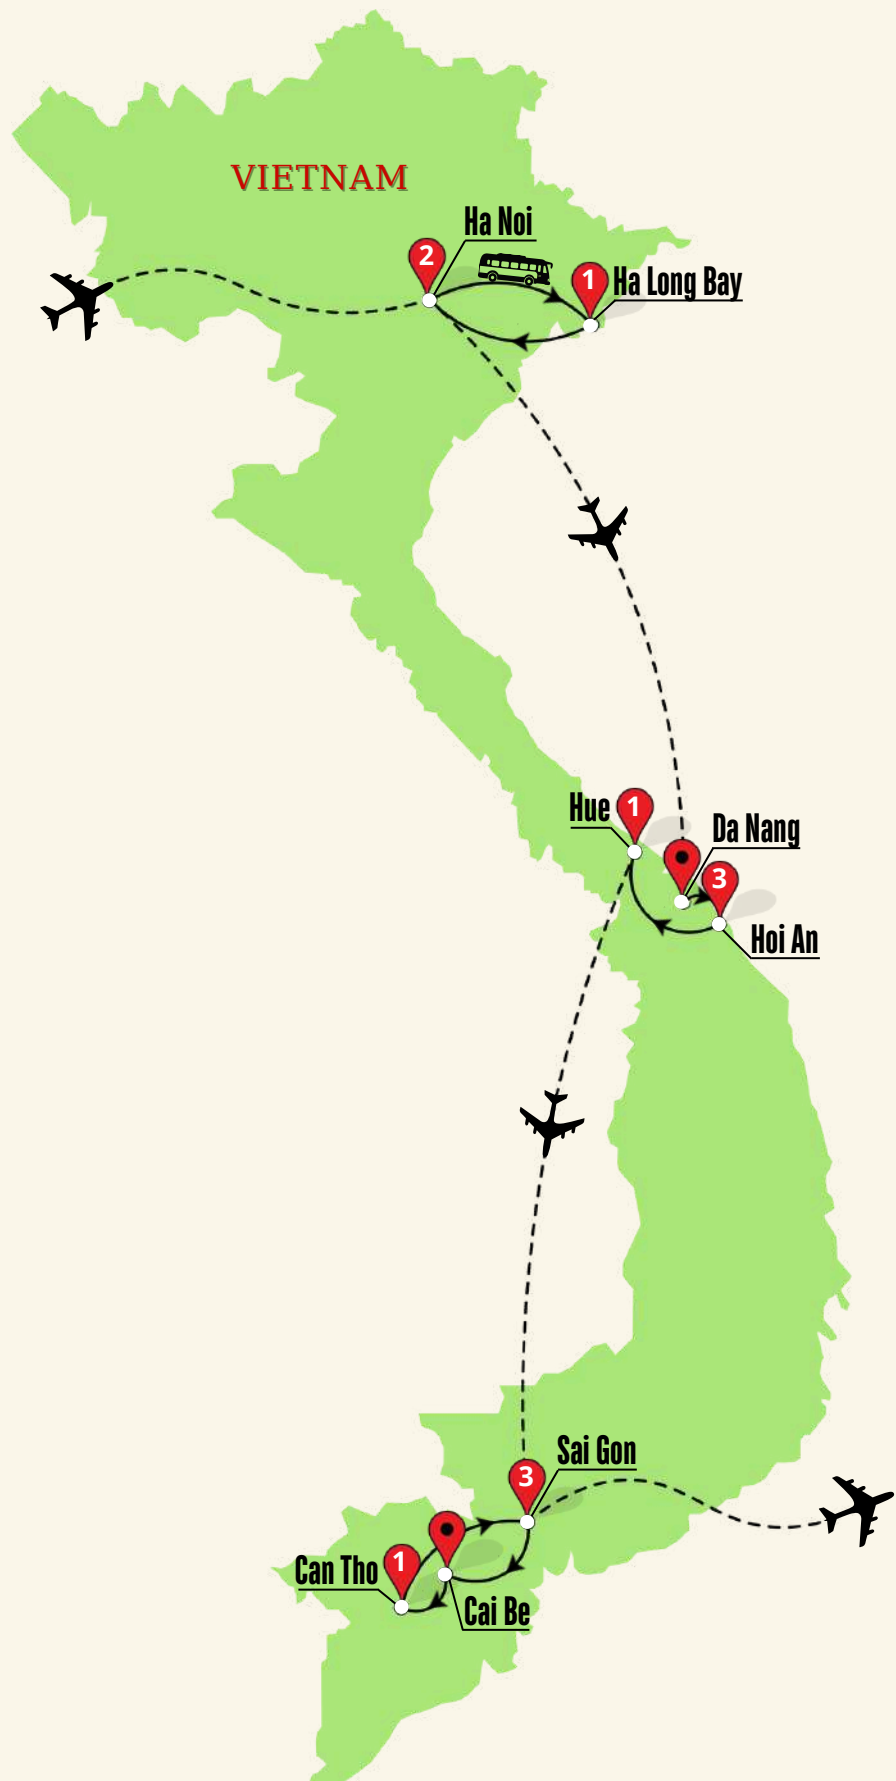 VIETNAM
Ha Noi
2
1
Ha Long Bay
Hue
1
Da Nang
3
Hoi An
Sai Gon
3
Can Tho
1
Cai Be